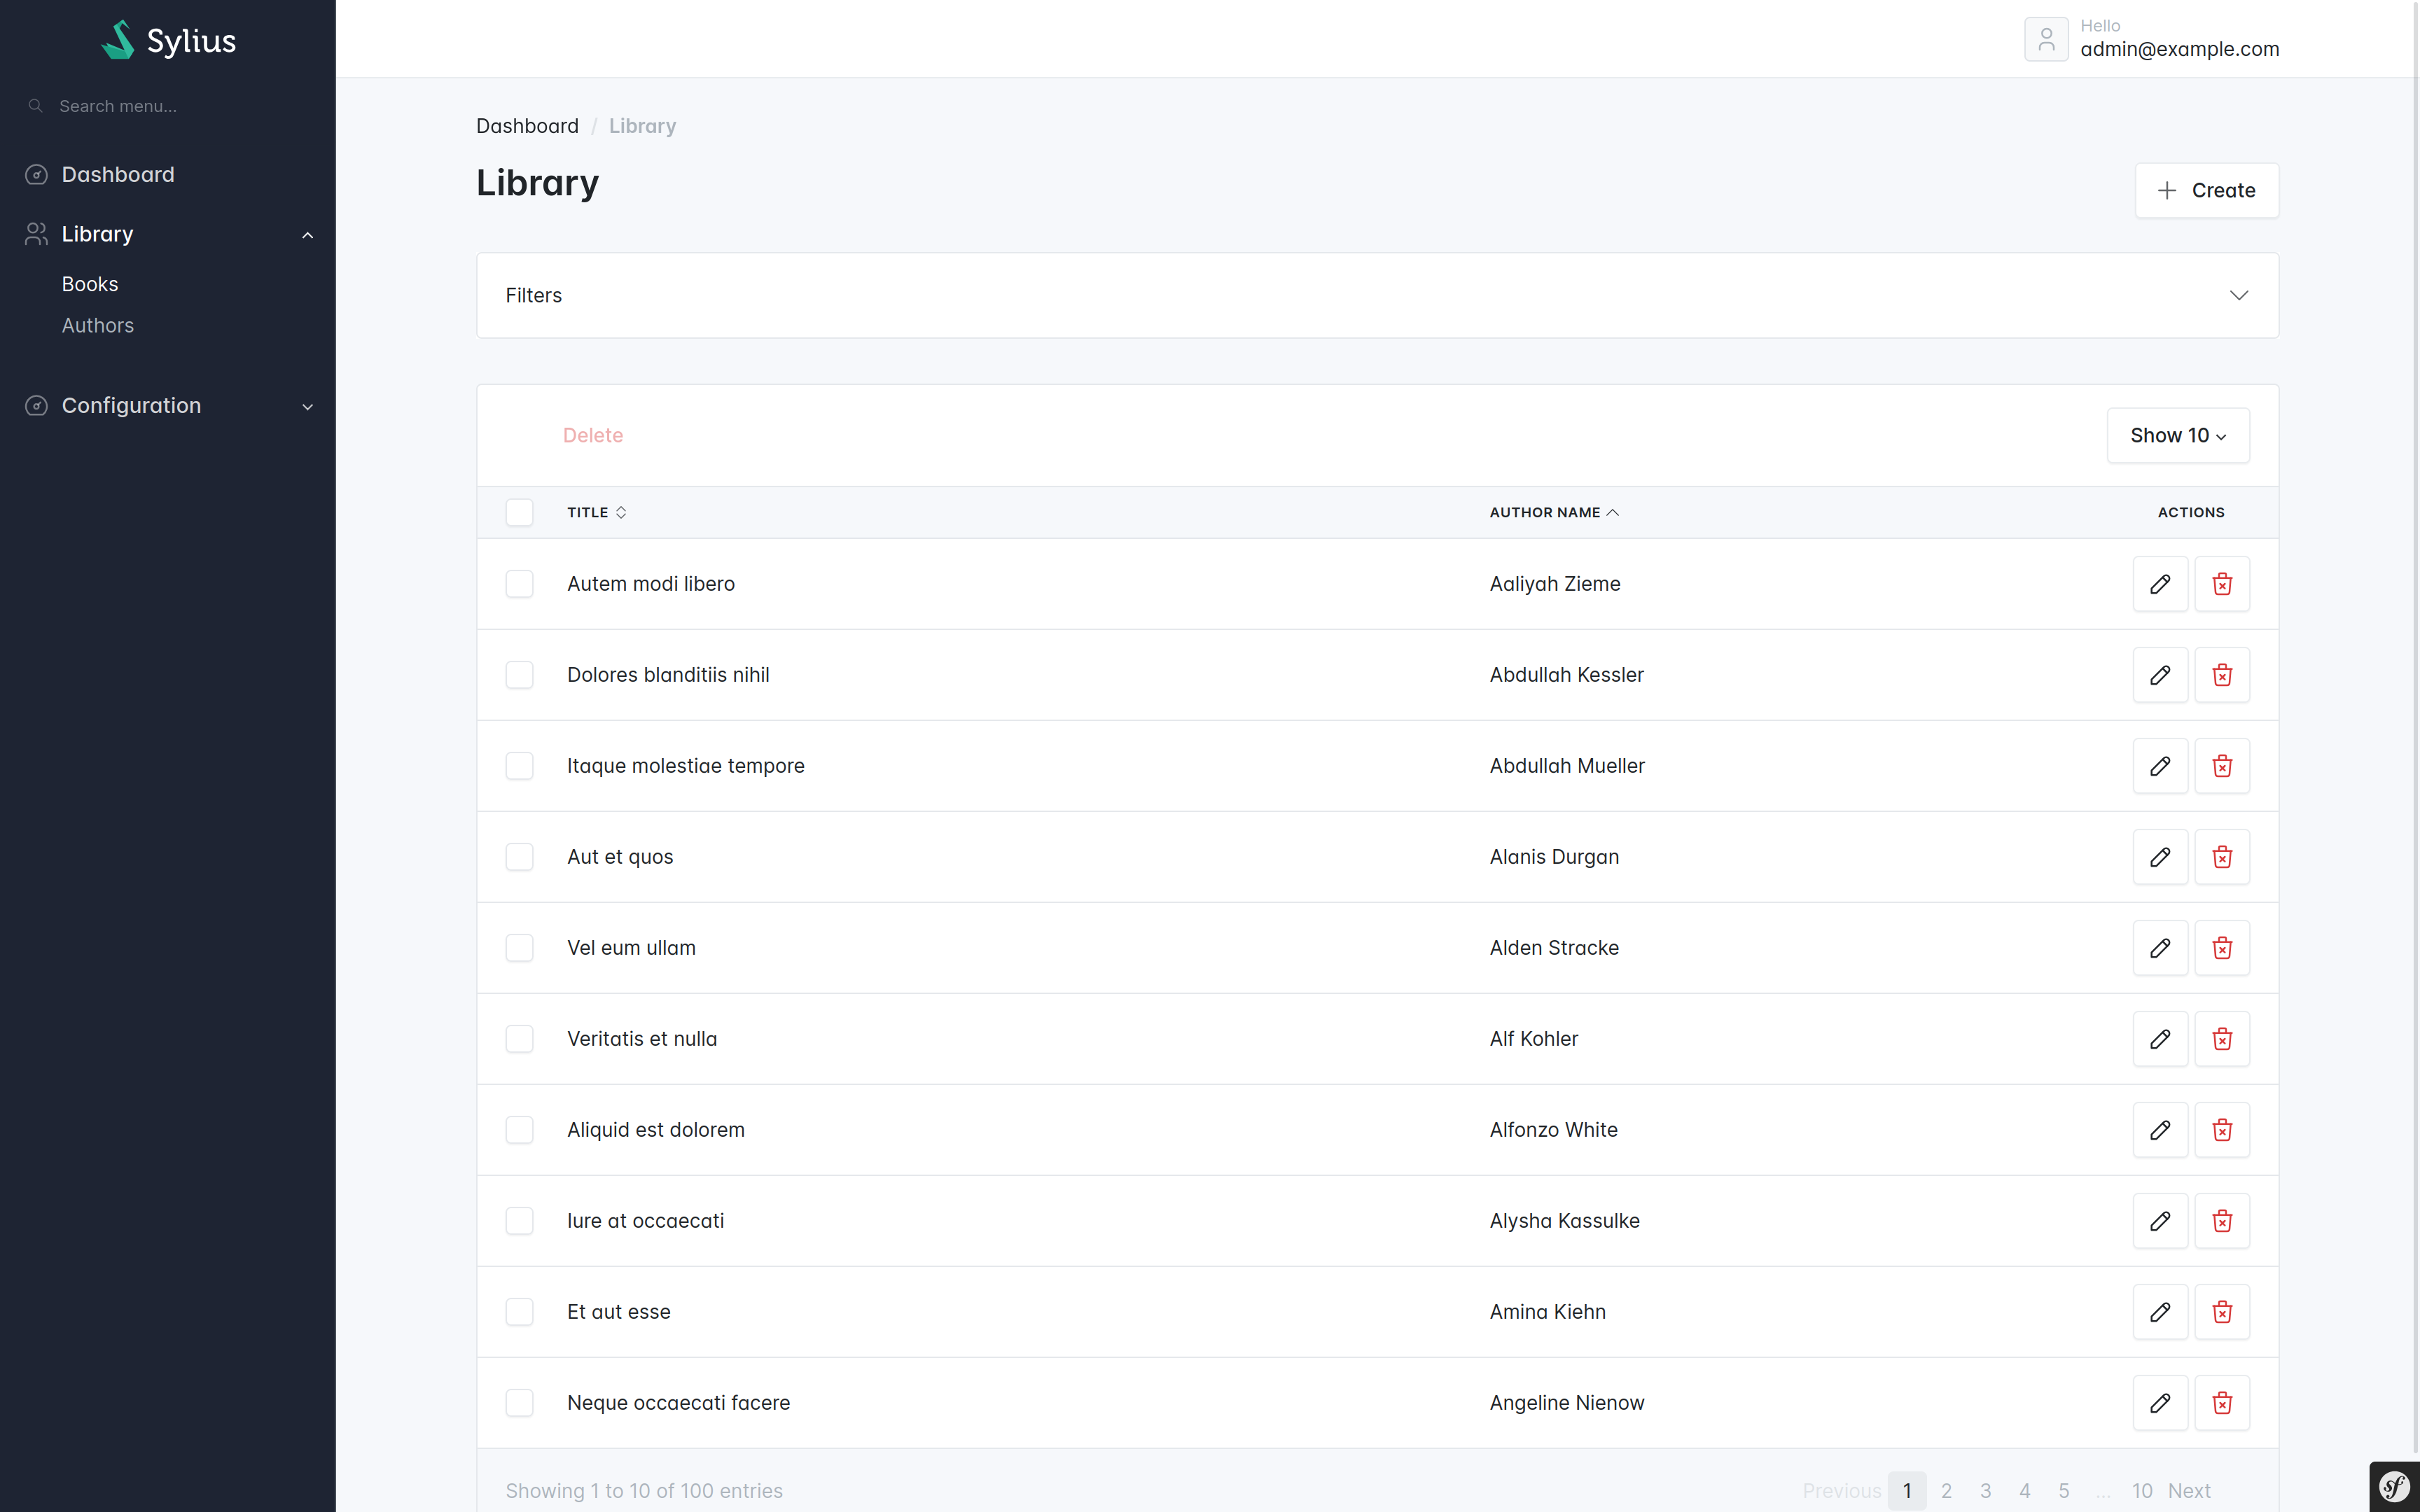 Sylius
Search menu...
Dashboard
Library
Books
Authors
Configuration
Hello
admin@example.com
Dashboard / Library
Library
Create
Filters
Delete
Show 10
TITLE AUTHOR NAME ACTIONS
Autem modi libero Aaliyah Zieme
Dolores blanditiis nihil Abdullah Kessler
Itaque molestiae tempore Abdullah Mueller
Aut et quos Alanis Durgan
Vel eum ullam Alden Stracke
Veritatis et nulla Alf Kohler
Aliquid est dolorem Alfonzo White
Iure at occaecati Alysha Kassulke
Et aut esse Amina Kiehn
Neque occaecati facere Angeline Nienow
Showing 1 to 10 of 100 entries Previous 1 2 3 4 5 ... 10 Next
sf